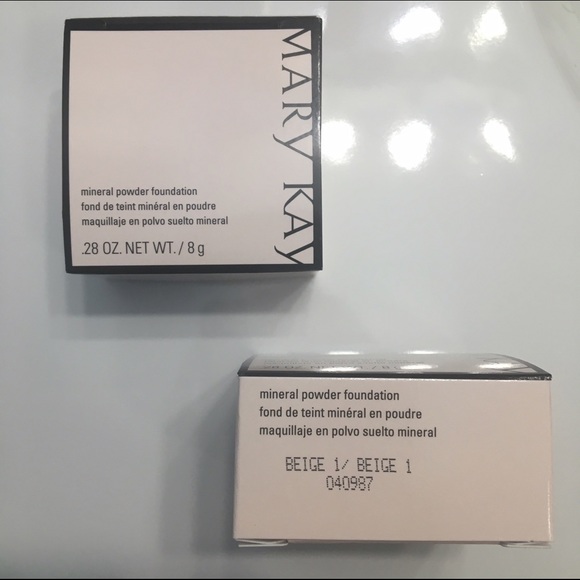 MARY KAY
mineral powder foundation
fond de teint minéral en poudre
maquillaje en polvo suelto mineral
.28 OZ. NET WT. / 8 g
mineral powder foundation
fond de teint minéral en poudre
maquillaje en polvo suelto mineral
BEIGE 1/ BEIGE 1
040987